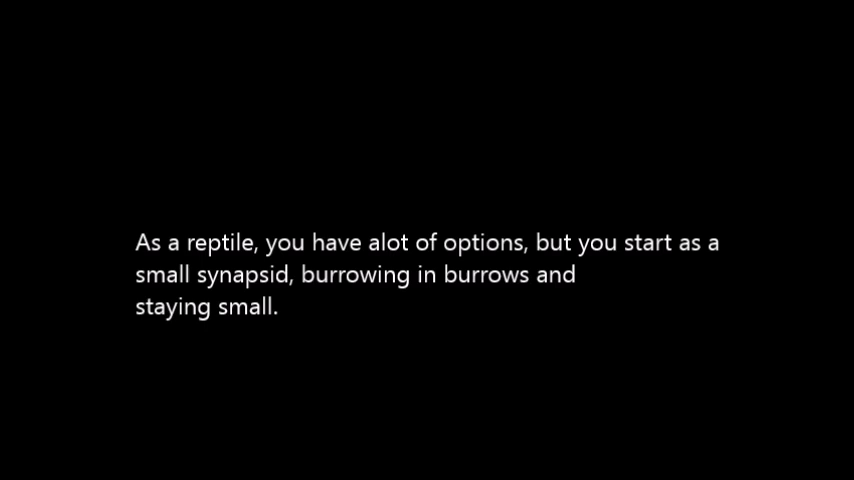 As a reptile, you have alot of options, but you start as a
small synapsid, burrowing in burrows and
staying small.